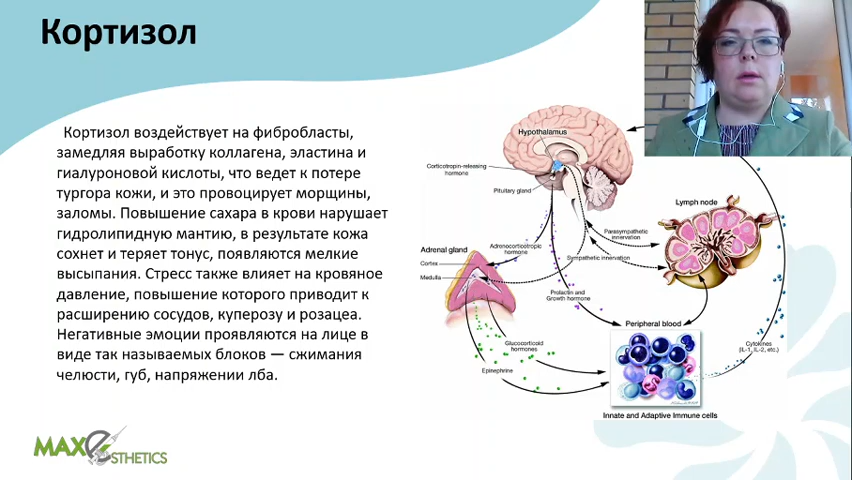 Кортизол
Кортизол воздействует на фибробласты,
замедляя выработку коллагена, эластина и
гиалуроновой кислоты, что ведет к потере
тургора кожи, и это провоцирует морщины,
заломы. Повышение сахара в крови нарушает
гидролипидную мантию, в результате кожа
сохнет и теряет тонус, появляются мелкие
высыпания. Стресс также влияет на кровяное
давление, повышение которого приводит к
расширению сосудов, куперозу и розацеа.
Негативные эмоции проявляются на лице в
виде так называемых блоков — сжимания
челюсти, губ, напряжении лба.
Hypothalamus
Corticotropin-releasing
hormone
Pituitary gland
Lymph node
Parasympathetic
innervation
Sympathetic innervation
Adrenal gland
Cortex
Medulla
Adrenocorticotropic
hormone
Prolactin and
Growth hormone
Peripheral blood
Glucocorticoid
hormones
Epinephrine
Cytokines
(IL-1, IL-2, etc.)
Innate and Adaptive Immune cells
MAX eSTHETICS